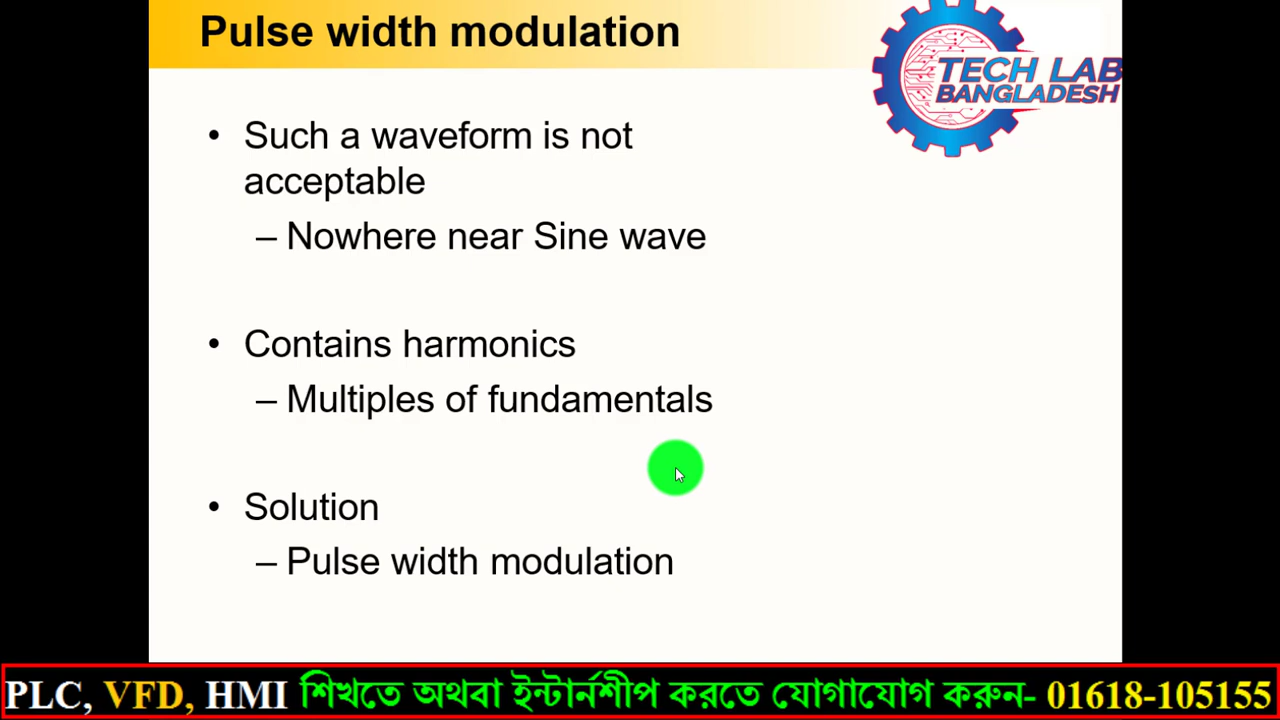 Pulse width modulation
TECH LAB
BANGLADESH
• Such a waveform is not
acceptable
– Nowhere near Sine wave
• Contains harmonics
– Multiples of fundamentals
• Solution
– Pulse width modulation
PLC, VFD, HMI শিখতে অথবা ইন্টার্নশীপ করতে যোগাযোগ করুন- 01618-105155